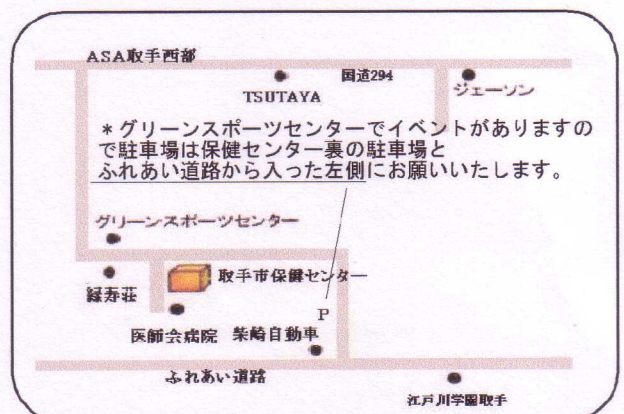 ASA取手西部
国道294
TSUTAYA
ジェーソン
＊グリーンスポーツセンターでイベントがありますの
で駐車場は保健センター裏の駐車場と
ふれあい道路から入った左側にお願いいたします。
グリーンスポーツセンター
取手市保健センター
緑寿荘
P
医師会病院
柴崎自動車
ふれあい道路
江戸川学園取手